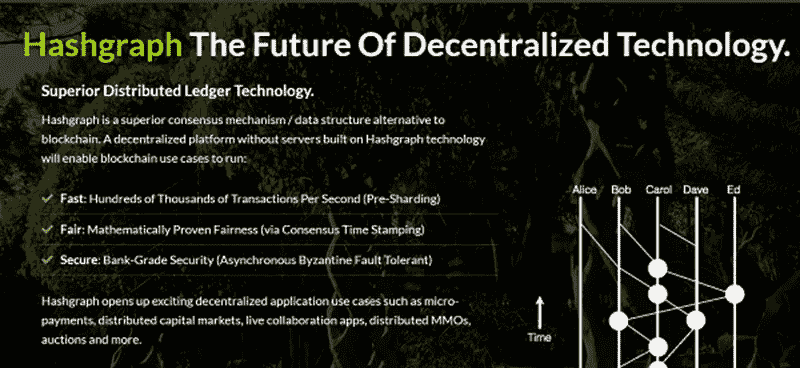 Hashgraph The Future Of Decentralized Technology.
Superior Distributed Ledger Technology.
Hashgraph is a superior consensus mechanism / data structure alternative to
blockchain. A decentralized platform without servers built on Hashgraph technology
will enable blockchain use cases to run:
Fast: Hundreds of Thousands of Transactions Per Second (Pre-Sharding)
Fair: Mathematically Proven Fairness (via Consensus Time Stamping)
Secure: Bank-Grade Security (Asynchronous Byzantine Fault Tolerant)
Hashgraph opens up exciting decentralized application use cases such as micro-
payments, distributed capital markets, live collaboration apps, distributed MMOs,
auctions and more.
Alice Bob Carol Dave Ed
Time